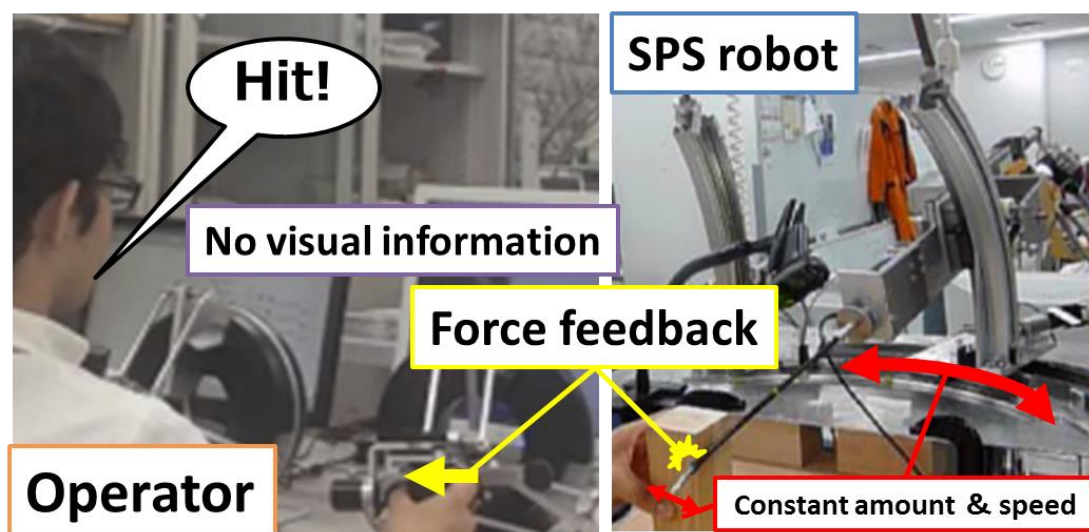 Hit!
SPS robot
No visual information
Force feedback
Operator
Constant amount & speed